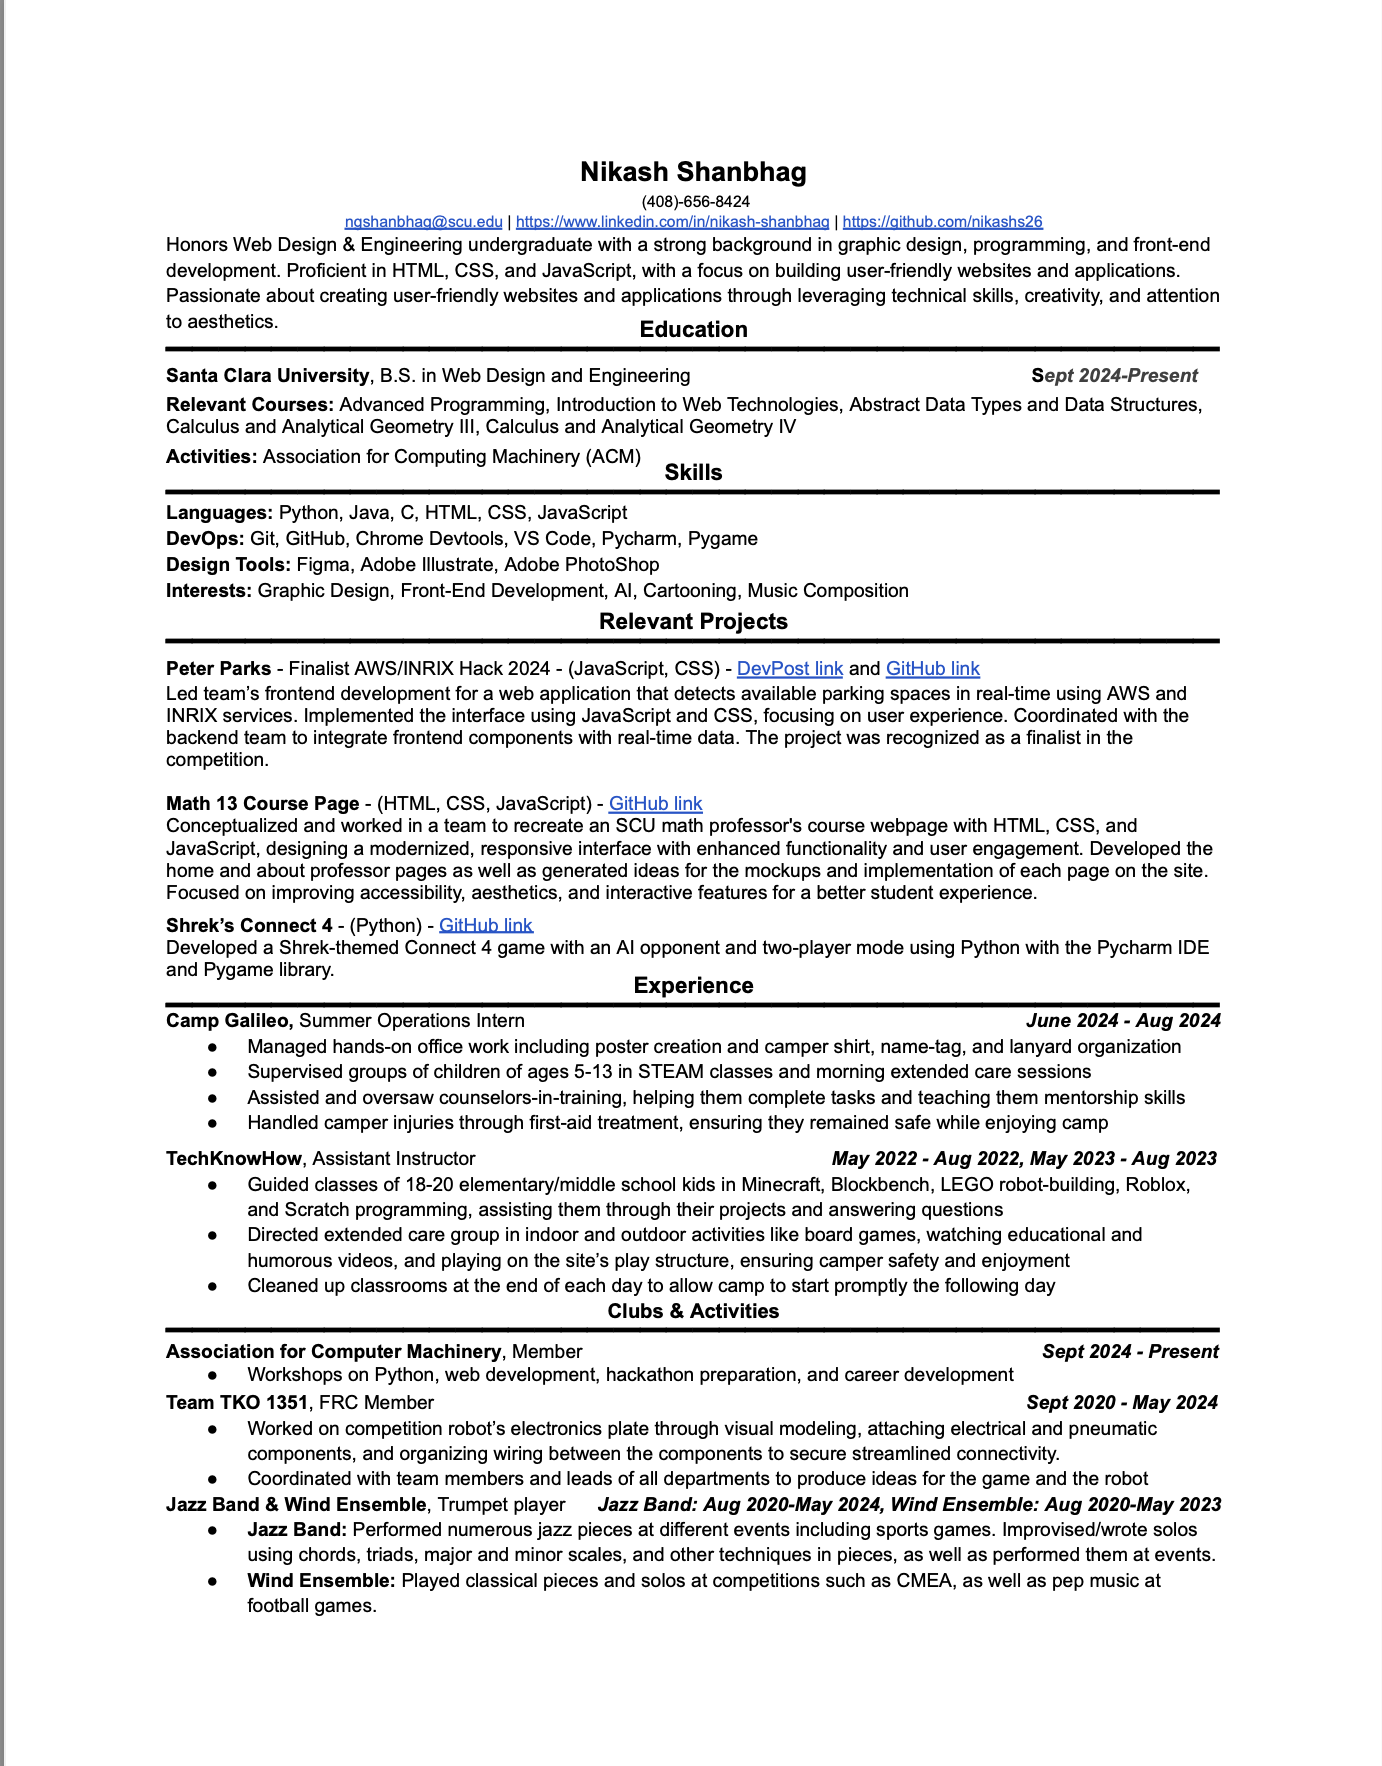 Nikash Shanbhag
(408)-656-8424
ngshanbhag@scu.edu | https://www.linkedin.com/in/nikash-shanbhag | https://github.com/nikashs26
Honors Web Design & Engineering undergraduate with a strong background in graphic design, programming, and front-end
development. Proficient in HTML, CSS, and JavaScript, with a focus on building user-friendly websites and applications.
Passionate about creating user-friendly websites and applications through leveraging technical skills, creativity, and attention
to aesthetics.
Education
Santa Clara University, B.S. in Web Design and Engineering Sept 2024-Present
Relevant Courses: Advanced Programming, Introduction to Web Technologies, Abstract Data Types and Data Structures,
Calculus and Analytical Geometry III, Calculus and Analytical Geometry IV
Activities: Association for Computing Machinery (ACM)
Skills
Languages: Python, Java, C, HTML, CSS, JavaScript
DevOps: Git, GitHub, Chrome Devtools, VS Code, Pycharm, Pygame
Design Tools: Figma, Adobe Illustrate, Adobe PhotoShop
Interests: Graphic Design, Front-End Development, AI, Cartooning, Music Composition
Relevant Projects
Peter Parks - Finalist AWS/INRIX Hack 2024 - (JavaScript, CSS) - DevPost link and GitHub link
Led team's frontend development for a web application that detects available parking spaces in real-time using AWS and
INRIX services. Implemented the interface using JavaScript and CSS, focusing on user experience. Coordinated with the
backend team to integrate frontend components with real-time data. The project was recognized as a finalist in the
competition.
Math 13 Course Page - (HTML, CSS, JavaScript) - GitHub link
Conceptualized and worked in a team to recreate an SCU math professor's course webpage with HTML, CSS, and
JavaScript, designing a modernized, responsive interface with enhanced functionality and user engagement. Developed the
home and about professor pages as well as generated ideas for the mockups and implementation of each page on the site.
Focused on improving accessibility, aesthetics, and interactive features for a better student experience.
Shrek's Connect 4 - (Python) - GitHub link
Developed a Shrek-themed Connect 4 game with an AI opponent and two-player mode using Python with the Pycharm IDE
and Pygame library.
Experience
Camp Galileo, Summer Operations Intern June 2024 - Aug 2024
● Managed hands-on office work including poster creation and camper shirt, name-tag, and lanyard organization
● Supervised groups of children of ages 5-13 in STEAM classes and morning extended care sessions
● Assisted and oversaw counselors-in-training, helping them complete tasks and teaching them mentorship skills
● Handled camper injuries through first-aid treatment, ensuring they remained safe while enjoying camp
TechKnowHow, Assistant Instructor May 2022 - Aug 2022, May 2023 - Aug 2023
● Guided classes of 18-20 elementary/middle school kids in Minecraft, Blockbench, LEGO robot-building, Roblox,
and Scratch programming, assisting them through their projects and answering questions
● Directed extended care group in indoor and outdoor activities like board games, watching educational and
humorous videos, and playing on the site's play structure, ensuring camper safety and enjoyment
● Cleaned up classrooms at the end of each day to allow camp to start promptly the following day
Clubs & Activities
Association for Computer Machinery, Member Sept 2024 - Present
● Workshops on Python, web development, hackathon preparation, and career development
Team TKO 1351, FRC Member Sept 2020 - May 2024
● Worked on competition robot's electronics plate through visual modeling, attaching electrical and pneumatic
components, and organizing wiring between the components to secure streamlined connectivity.
● Coordinated with team members and leads of all departments to produce ideas for the game and the robot
Jazz Band & Wind Ensemble, Trumpet player Jazz Band: Aug 2020-May 2024, Wind Ensemble: Aug 2020-May 2023
● Jazz Band: Performed numerous jazz pieces at different events including sports games. Improvised/wrote solos
using chords, triads, major and minor scales, and other techniques in pieces, as well as performed them at events.
● Wind Ensemble: Played classical pieces and solos at competitions such as CMEA, as well as pep music at
football games.